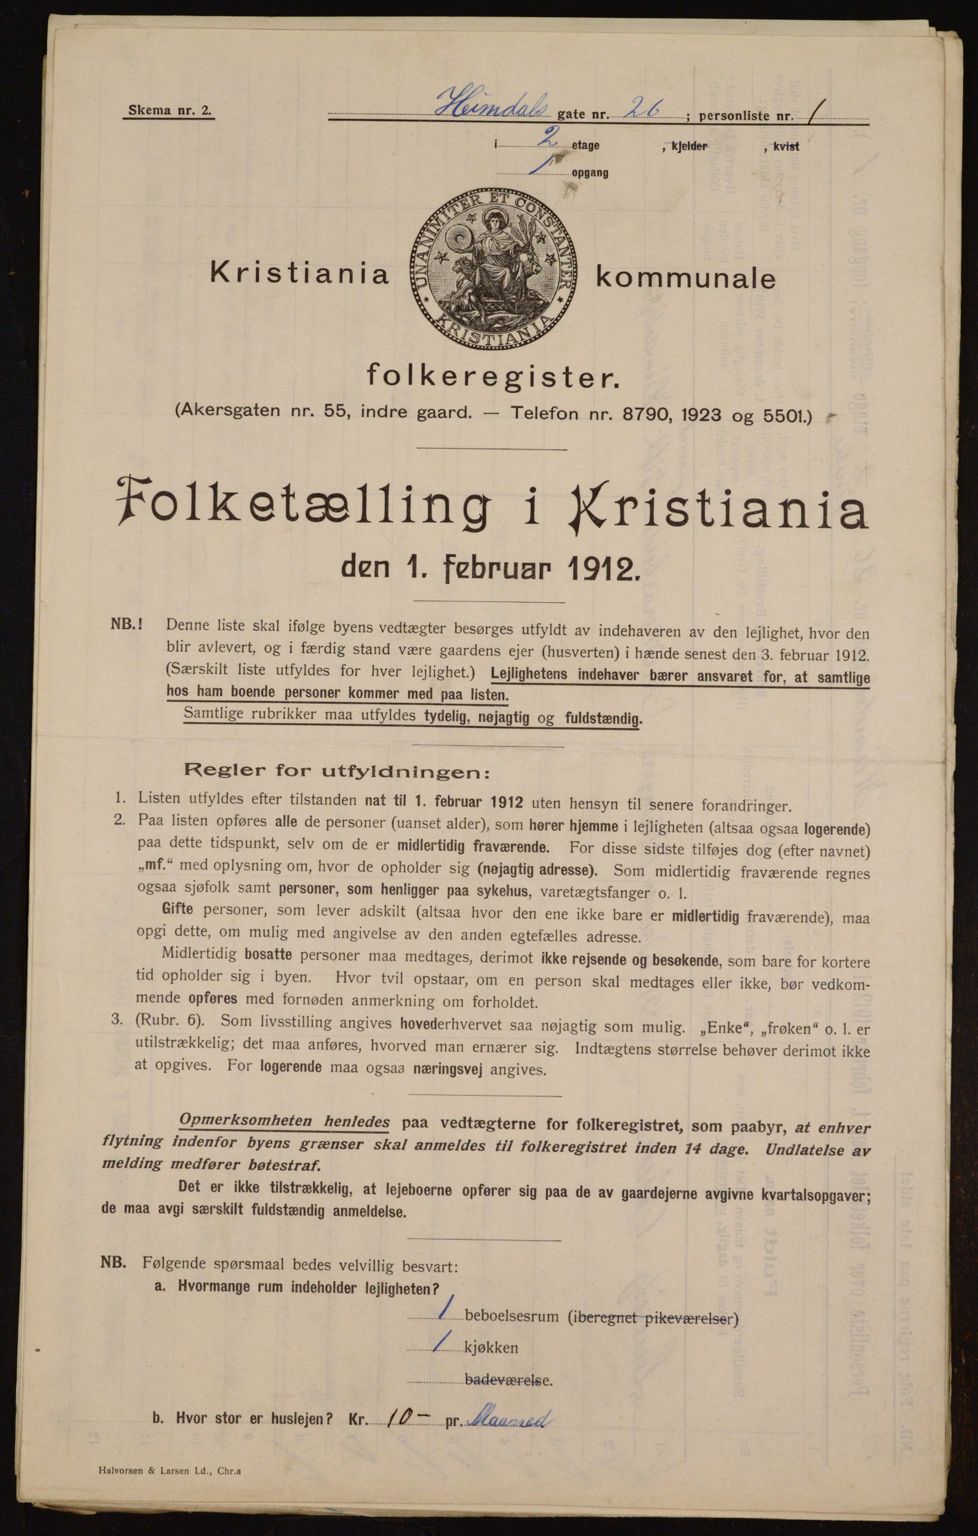 Skema nr. 2.
Heimdals gate nr. 26 ; personliste nr. 1
i 2 etage , kjelder , kvist
1 opgang
UNANIMITER ET CONSTANTER
KRISTIANIA
Kristiania kommunale
folkeregister.
(Akersgaten nr. 55, indre gaard. — Telefon nr. 8790, 1923 og 5501.)
Folketælling i Kristiania
den 1. februar 1912.
NB.! Denne liste skal ifølge byens vedtægter besørges utfyldt av indehaveren av den lejlighet, hvor den
blir avlevert, og i færdig stand være gaardens ejer (husverten) i hænde senest den 3. februar 1912.
(Særskilt liste utfyldes for hver lejlighet.) Lejlighetens indehaver bærer ansvaret for, at samtlige
hos ham boende personer kommer med paa listen.
Samtlige rubrikker maa utfyldes tydelig, nøjagtig og fuldstændig.
Regler for utfyldningen:
1. Listen utfyldes efter tilstanden nat til 1. februar 1912 uten hensyn til senere forandringer.
2. Paa listen opføres alle de personer (uanset alder), som hører hjemme i lejligheten (altsaa ogsaa logerende)
paa dette tidspunkt, selv om de er midlertidig fraværende. For disse sidste tilføjes dog (efter navnet)
„mf.“ med oplysning om, hvor de opholder sig (nøjagtig adresse). Som midlertidig fraværende regnes
ogsaa sjøfolk samt personer, som henligger paa sykehus, varetægtsfanger o. l.
Gifte personer, som lever adskilt (altsaa hvor den ene ikke bare er midlertidig fraværende), maa
opgi dette, om mulig med angivelse av den anden egtefælles adresse.
Midlertidig bosatte personer maa medtages, derimot ikke rejsende og besøkende, som bare for kortere
tid opholder sig i byen. Hvor tvil opstaar, om en person skal medtages eller ikke, bør vedkom-
mende opføres med fornøden anmerkning om forholdet.
3. (Rubr. 6). Som livsstilling angives hovederhvervet saa nøjagtig som mulig. „Enke“, „frøken“ o. l. er
utilstrækkelig; det maa anføres, hvorved man ernærer sig. Indtægtens størrelse behøver derimot ikke
at opgives. For logerende maa ogsaa næringsvej angives.
Opmerksomheten henledes paa vedtægterne for folkeregistret, som paabyr, at enhver
flytning indenfor byens grænser skal anmeldes til folkeregistret inden 14 dage. Undlatelse av
melding medfører bøtestraf.
Det er ikke tilstrækkelig, at lejeboerne opfører sig paa de av gaardejerne avgivne kvartalsopgaver;
de maa avgi særskilt fuldstændig anmeldelse.
NB. Følgende spørsmaal bedes velvillig besvart:
a. Hvormange rum indeholder lejligheten?
1 beboelsesrum (iberegnet pikeværelser)
1 kjøkken
badeværelse.
b. Hvor stor er huslejen? Kr. 10 — pr. Maaned
Halvorsen & Larsen Ld., Chr.a